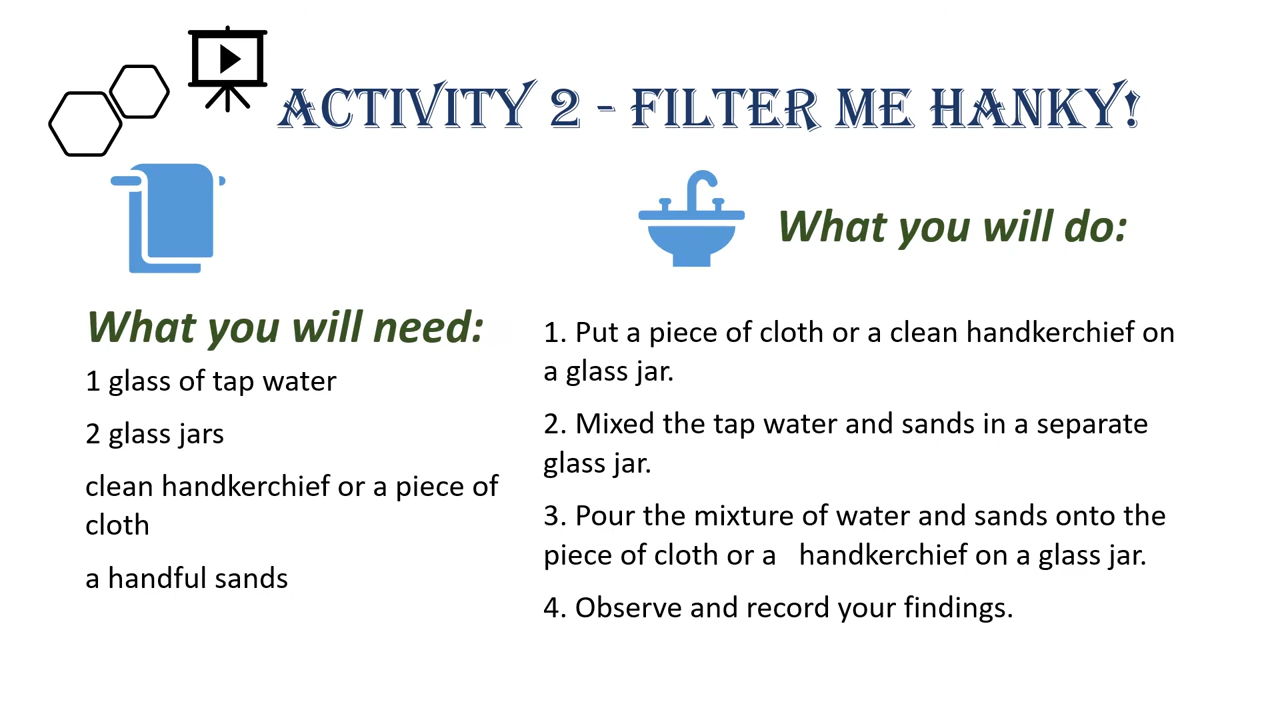 ACTIVITY 2 - FILTER ME HANKY!
What you will need:
1 glass of tap water
2 glass jars
clean handkerchief or a piece of
cloth
a handful sands
What you will do:
1. Put a piece of cloth or a clean handkerchief on
a glass jar.
2. Mixed the tap water and sands in a separate
glass jar.
3. Pour the mixture of water and sands onto the
piece of cloth or a   handkerchief on a glass jar.
4. Observe and record your findings.